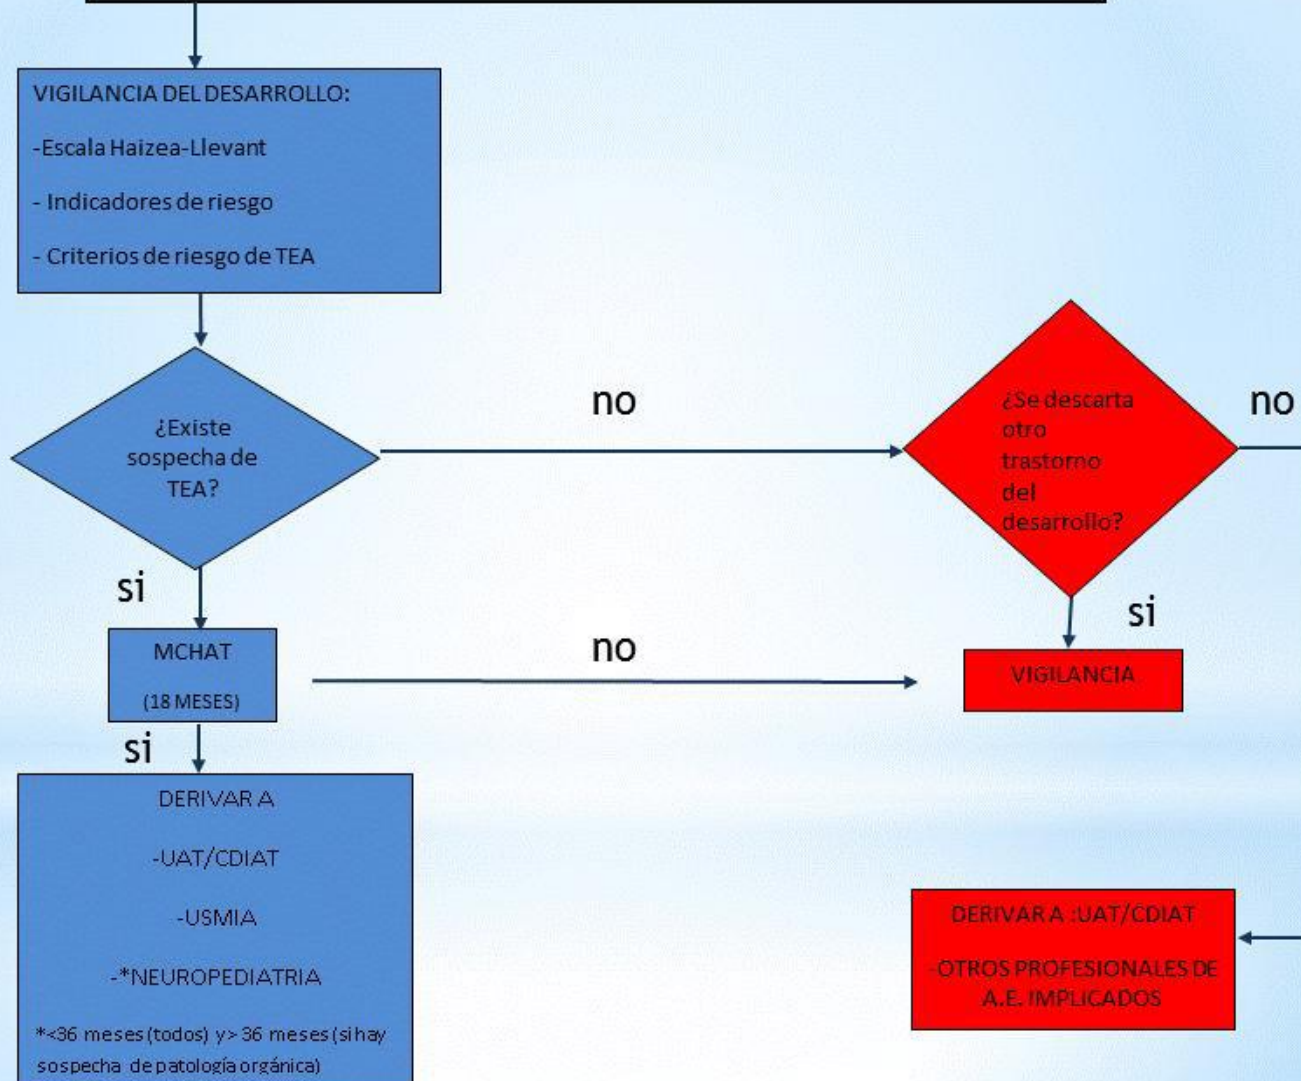 VIGILANCIA DEL DESARROLLO:
-Escala Haizea-Llevant
- Indicadores de riesgo
- Criterios de riesgo de TEA
¿Existe
sospecha de
TEA?
no
¿Se descarta
otro
trastorno
del
desarrollo?
no
si
si
MCHAT
(18 MESES)
no
VIGILANCIA
si
DERIVAR A
-UAT/CDIAT
-USMIA
-*NEUROPEDIATRIA
*<36 meses (todos) y > 36 meses (si hay
sospecha de patología orgánica)
DERIVAR A :UAT/CDIAT
-OTROS PROFESIONALES DE
A.E. IMPLICADOS